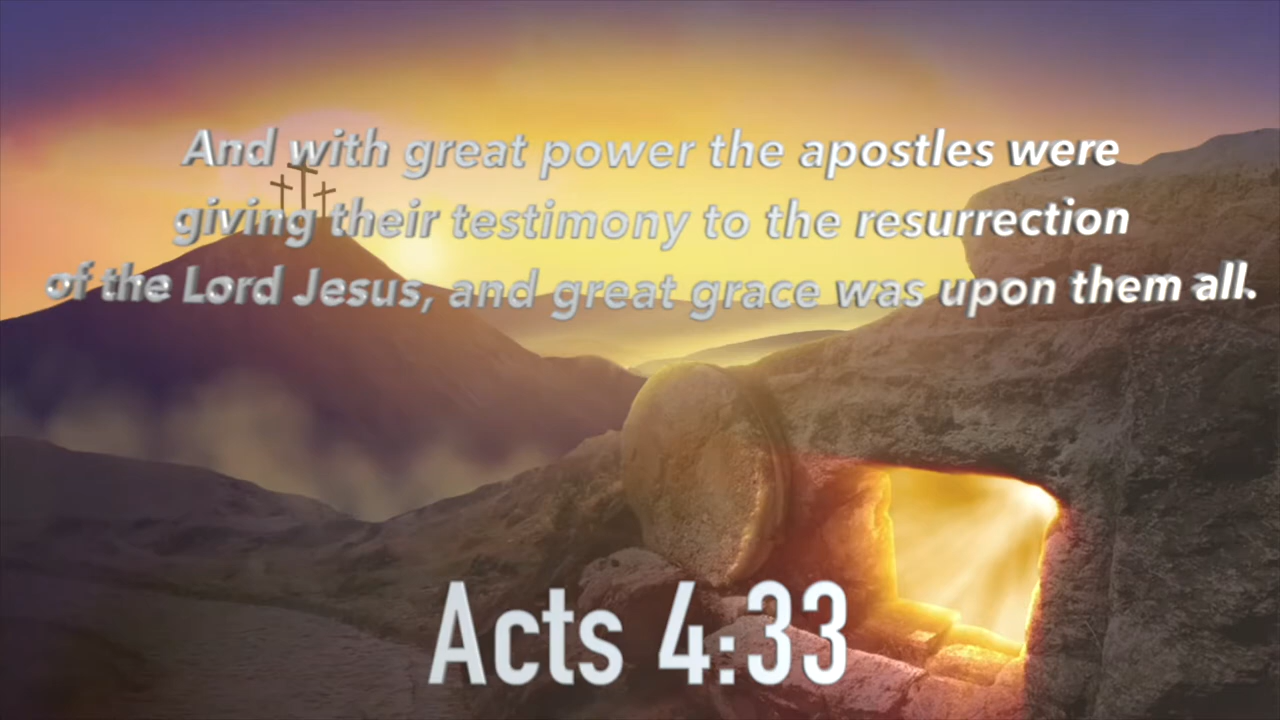 And with great power the apostles were
giving their testimony to the resurrection
of the Lord Jesus, and great grace was upon them all.
Acts 4:33